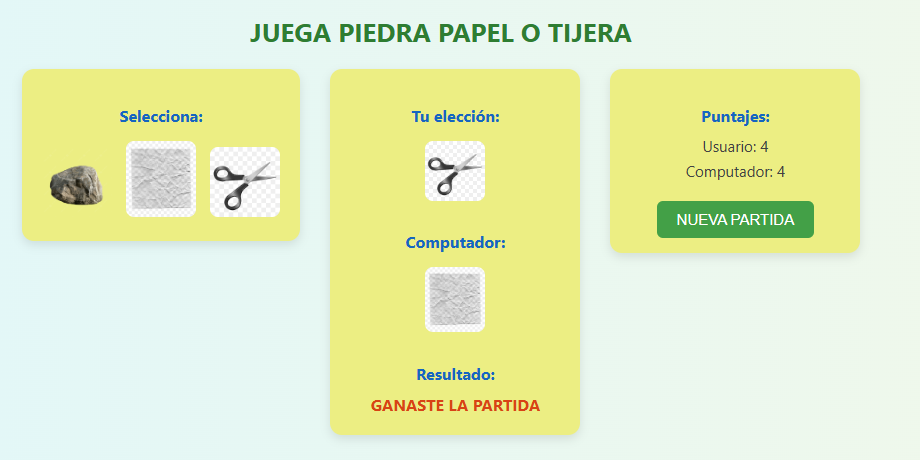 JUEGA PIEDRA PAPEL O TIJERA
Selecciona:
Tu elección:
Computador:
Resultado:
GANASTE LA PARTIDA
Puntajes:
Usuario: 4
Computador: 4
NUEVA PARTIDA